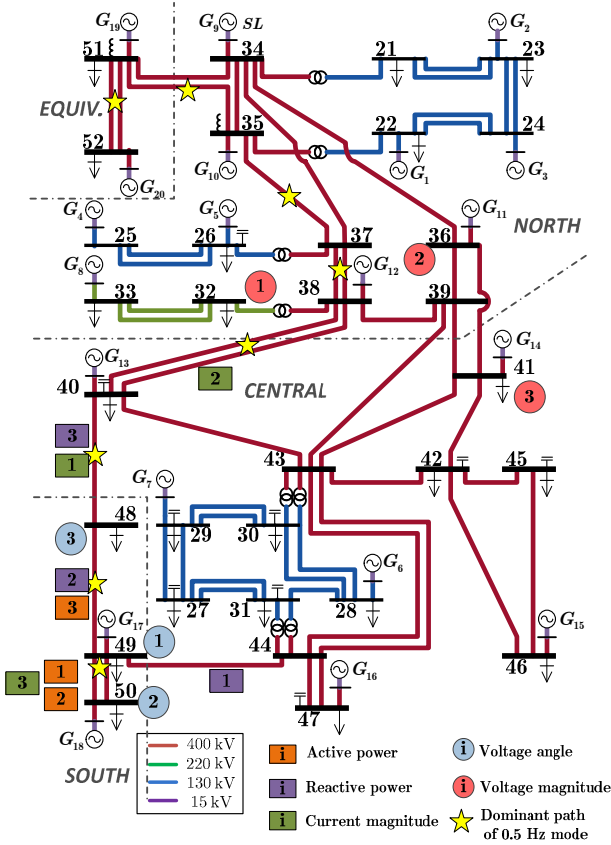 G19 G9 SL G2
51 34 21 23
EQUIV.
52 35 22 24
G20 G10 G1 G3
G4 G5 G11
25 26 37 36 NORTH
G8 G12 2
33 32 1 38 39
G13 G14
40 2 CENTRAL 41
3
3
1 43 42 45
G7
48 29 30
3
2 G6
3 27 31 28
G17 G15
49 1 44
3 1 46
2 50 2 1 G16
47
G18
SOUTH
400 kV
220 kV
130 kV
15 kV
i Active power
i Reactive power
i Current magnitude
i Voltage angle
i Voltage magnitude
Dominant path
of 0.5 Hz mode